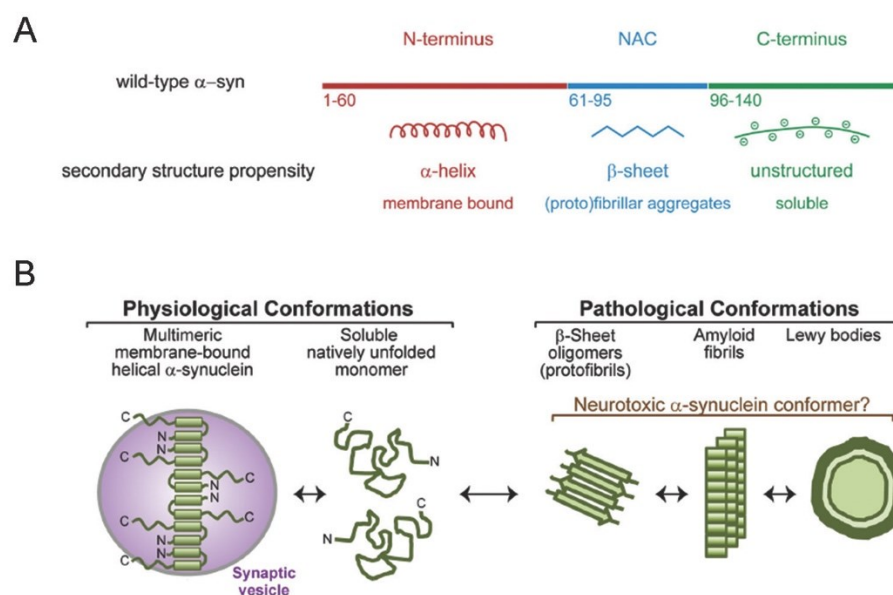 A
N-terminus NAC C-terminus
wild-type α–syn
1-60 61-95 96-140
secondary structure propensity
α-helix β-sheet unstructured
membrane bound (proto)fibrillar aggregates soluble
B
Physiological Conformations Pathological Conformations
Multimeric
membrane-bound
helical α-synuclein
Soluble
natively unfolded
monomer
β-Sheet
oligomers
(protofibrils)
Amyloid
fibrils
Lewy bodies
Neurotoxic α-synuclein conformer?
C
N
N
C
C
N
N
C
C
N
N
C
C
N
C
N
Synaptic
vesicle